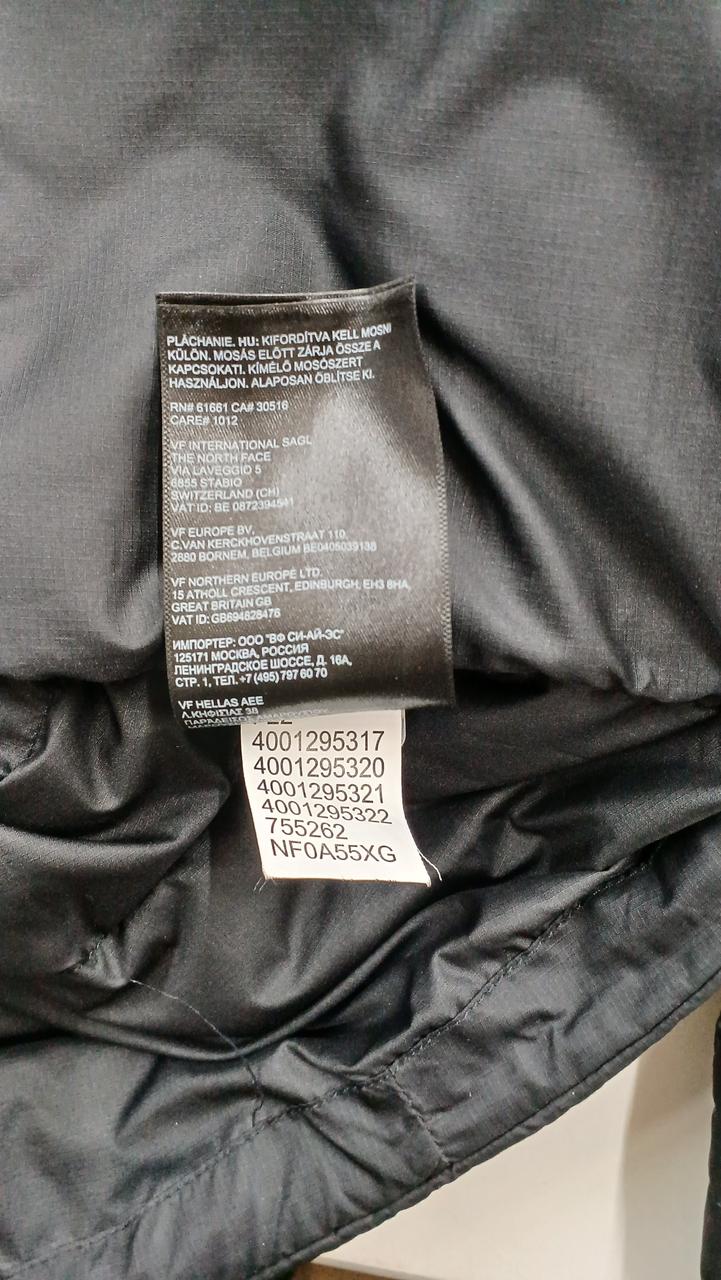 PLÁCHANIE. HU: KIFORDÍTVA KELL MOSNI
KÜLÖN. MOSÁS ELŐTT ZÁRJA ÖSSZE A
KAPCSOKATI. KÍMÉLŐ MOSÓSZERT
HASZNÁLJON. ALAPOSAN ÖBLÍTSE KI.
RN# 61661 CA# 30516
CARE# 1012
VF INTERNATIONAL SAGL
THE NORTH FACE
VIA LAVEGGIO 5
6855 STABIO
SWITZERLAND (CH)
VAT ID: BE 0872394541
VF EUROPE BV,
C.VAN KERCKHOVENSTRAAT 110,
2880 BORNEM, BELGIUM BE0405039138
VF NORTHERN EUROPE LTD.
15 ATHOLL CRESCENT, EDINBURGH, EH3 8HA,
GREAT BRITAIN GB
VAT ID: GB694828476
ИМПОРТЕР: ООО "ВФ СИ-АЙ-ЭС"
125171 МОСКВА, РОССИЯ
ЛЕНИНГРАДСКОЕ ШОССЕ, Д. 16А,
СТР. 1, ТЕЛ. +7 (495) 797 60 70
VF HELLAS AEE
Λ.ΚΗΦΙΣΙΑΣ 38
4001295317
4001295320
4001295321
4001295322
755262
NF0A55XG